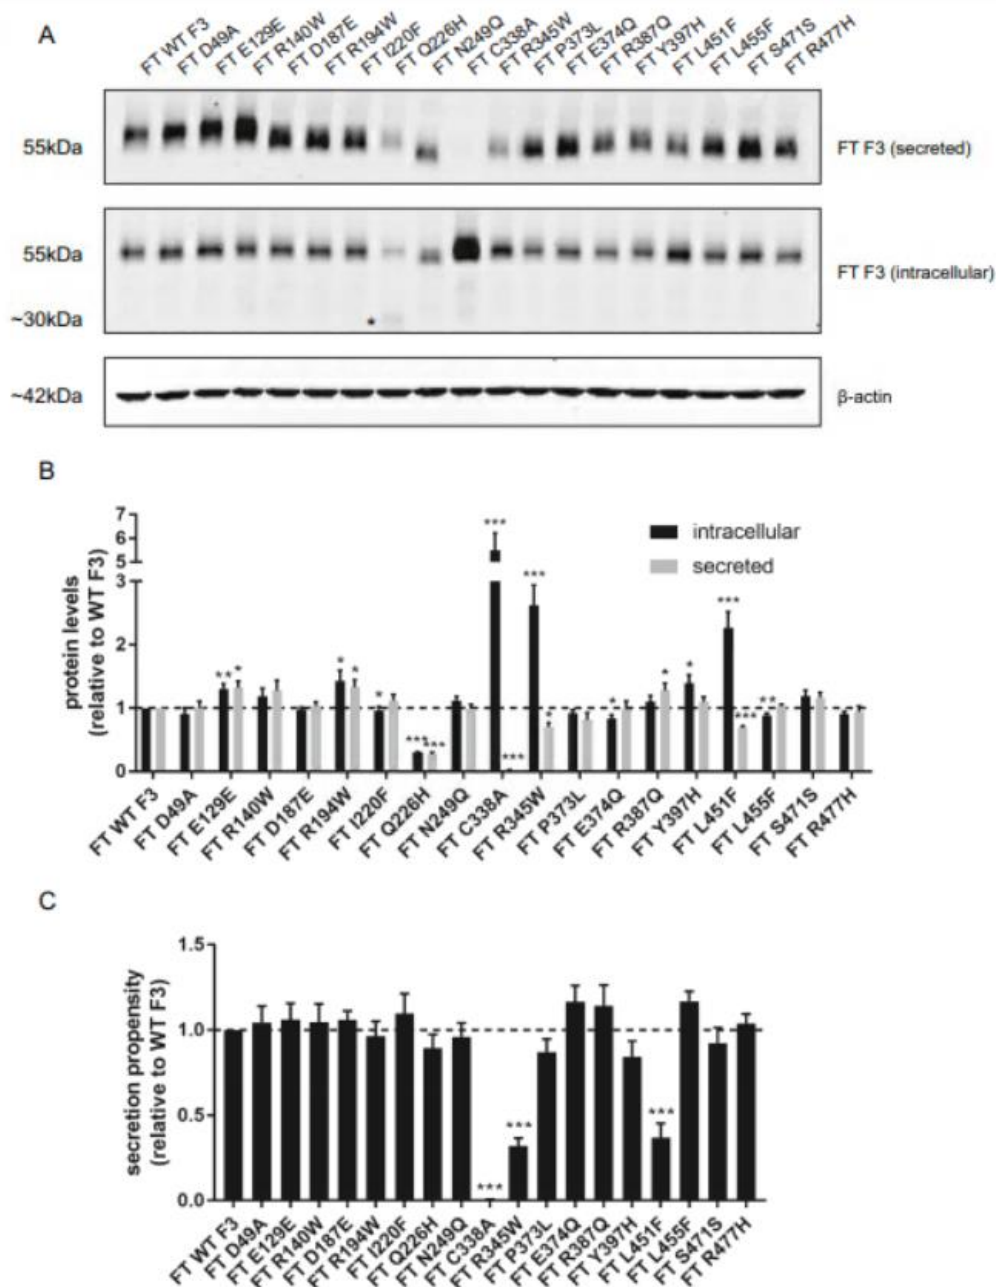 A
FT WT F3
FT D49A
FT E129E
FT R140W
FT D187E
FT R194W
FT I220F
FT Q226H
FT N249Q
FT C338A
FT R345W
FT P373L
FT E374Q
FT R387Q
FT Y397H
FT L451F
FT L455F
FT S471S
FT R477H
55kDa
FT F3 (secreted)
55kDa
FT F3 (intracellular)
~30kDa
*
~42kDa
β-actin
B
protein levels
(relative to WT F3)
7
6
5
3
2
1
0
intracellular
secreted
**
*
*
*
*
***
***
***
***
***
*
*
*
*
***
***
**
FT WT F3
FT D49A
FT E129E
FT R140W
FT D187E
FT R194W
FT I220F
FT Q226H
FT N249Q
FT C338A
FT R345W
FT P373L
FT E374Q
FT R387Q
FT Y397H
FT L451F
FT L455F
FT S471S
FT R477H
C
secretion propensity
(relative to WT F3)
1.5
1.0
0.5
0.0
***
***
***
FT WT F3
FT D49A
FT E129E
FT R140W
FT D187E
FT R194W
FT I220F
FT Q226H
FT N249Q
FT C338A
FT R345W
FT P373L
FT E374Q
FT R387Q
FT Y397H
FT L451F
FT L455F
FT S471S
FT R477H